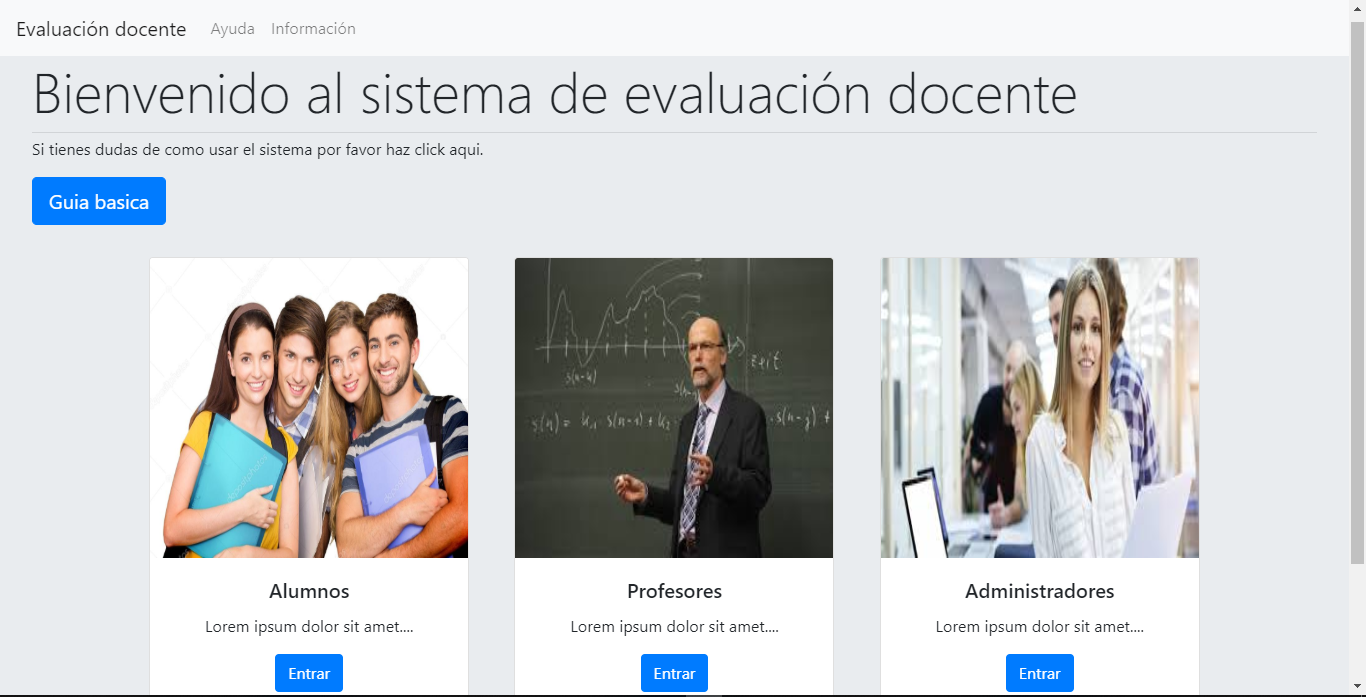 Evaluación docente Ayuda Información
Bienvenido al sistema de evaluación docente
Si tienes dudas de como usar el sistema por favor haz click aqui.
Guia basica
zeit
Alumnos
Lorem ipsum dolor sit amet....
Entrar
Profesores
Lorem ipsum dolor sit amet....
Entrar
Administradores
Lorem ipsum dolor sit amet....
Entrar